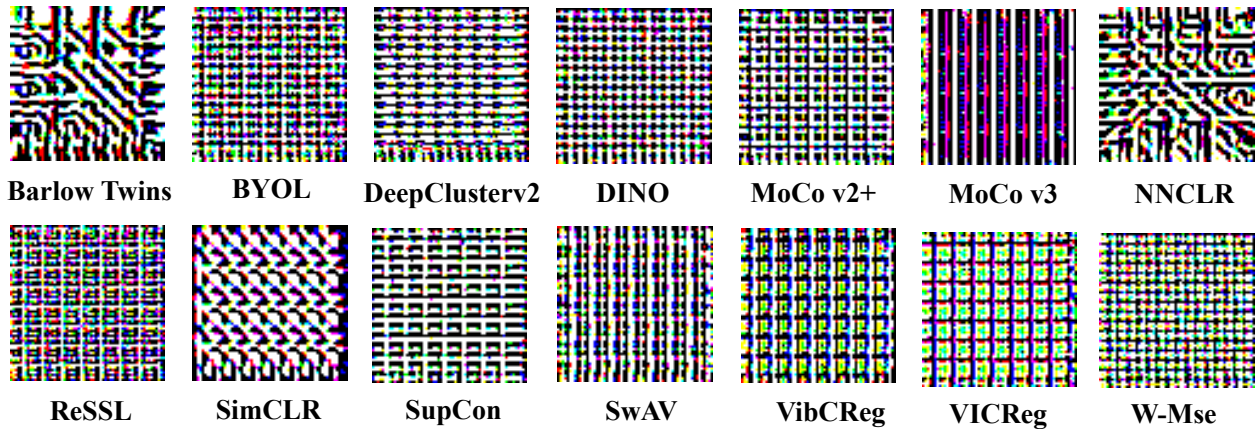 Barlow Twins BYOL DeepClusterv2 DINO MoCo v2+ MoCo v3 NNCLR
ReSSL SimCLR SupCon SwAV VibCReg VICReg W-Mse